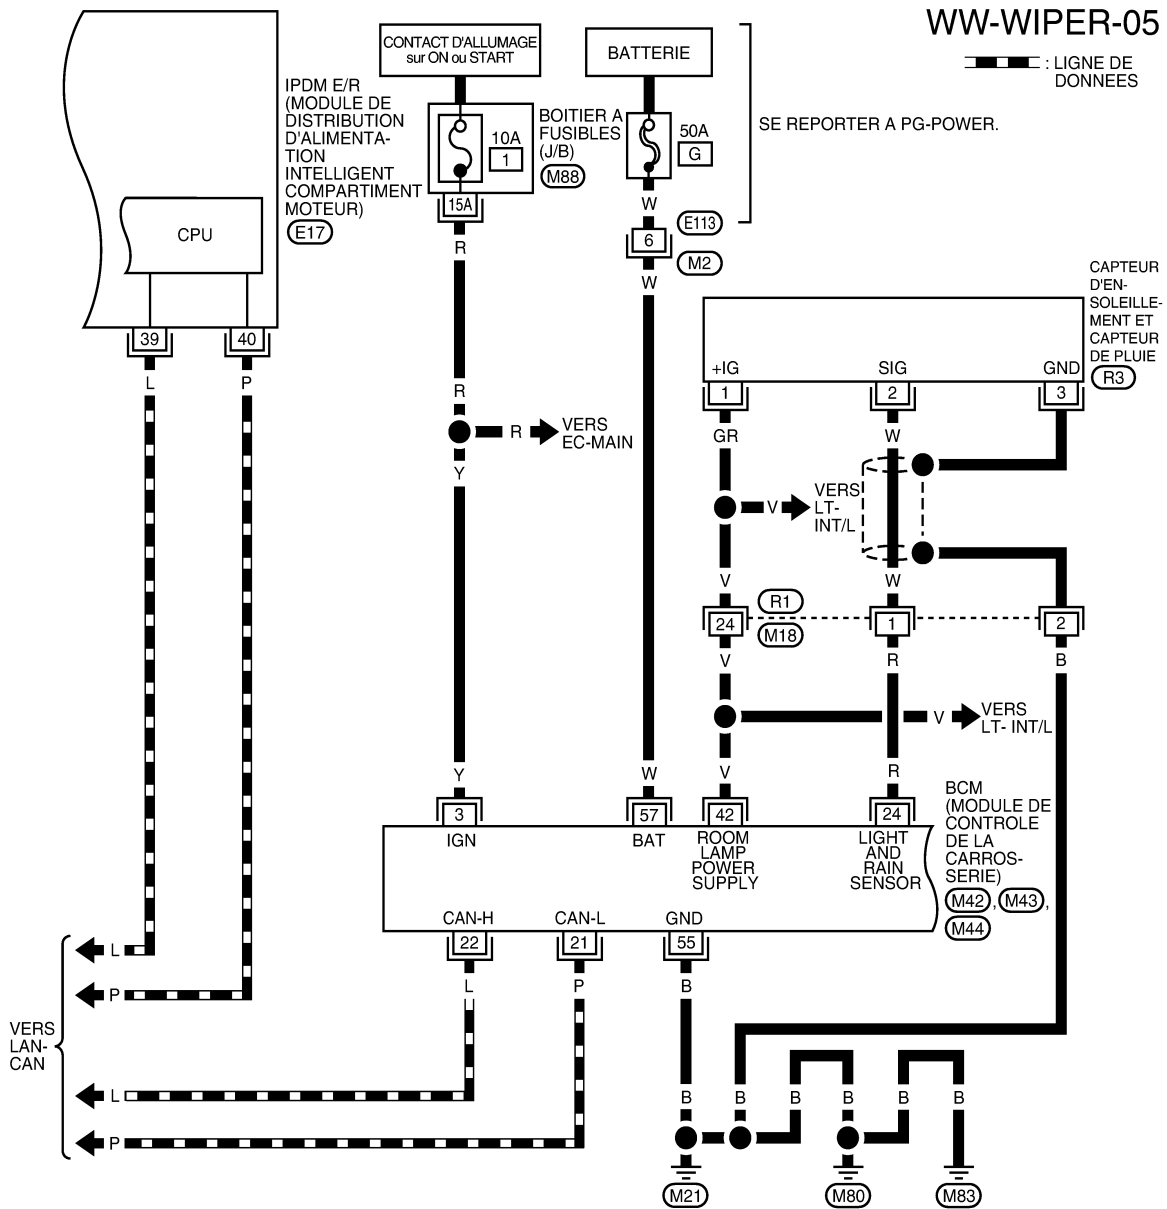 WW-WIPER-05
: LIGNE DE
DONNEES
CONTACT D'ALLUMAGE
sur ON ou START
BATTERIE
IPDM E/R
(MODULE DE
DISTRIBUTION
D'ALIMENTA-
TION
INTELLIGENT
COMPARTIMENT
MOTEUR)
E17
CPU
10A
1
BOITIER A
FUSIBLES
(J/B)
M88
50A
G
SE REPORTER A PG-POWER.
15A
W
E113
R
6
M2
W
CAPTEUR
D'EN-
SOLEILLE-
MENT ET
CAPTEUR
DE PLUIE
R3
39
40
L
P
+IG
SIG
GND
1
2
3
R
GR
W
R
VERS
EC-MAIN
Y
V
VERS
LT-
INT/L
V
W
R1
24
M18
1
2
V
R
B
V
VERS
LT- INT/L
Y
W
V
R
3
57
42
24
IGN
BAT
ROOM
LAMP
POWER
SUPPLY
LIGHT
AND
RAIN
SENSOR
BCM
(MODULE DE
CONTROLE
DE LA
CARROS-
SERIE)
M42 , M43 ,
M44
CAN-H
CAN-L
GND
22
21
55
L
P
L
P
B
VERS
LAN-
CAN
L
P
B
B
B
B
B
B
M21
M80
M83